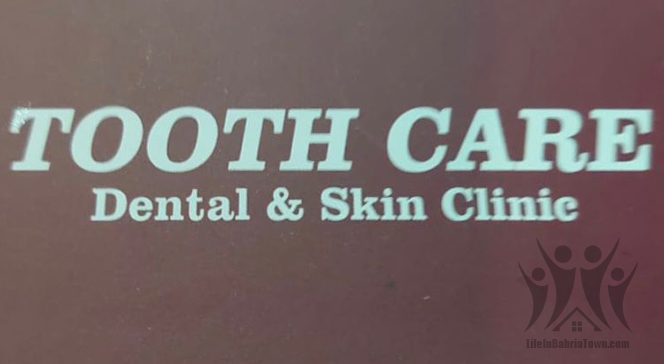 TOOTH CARE
Dental & Skin Clinic
LifeInBahriaTown.com